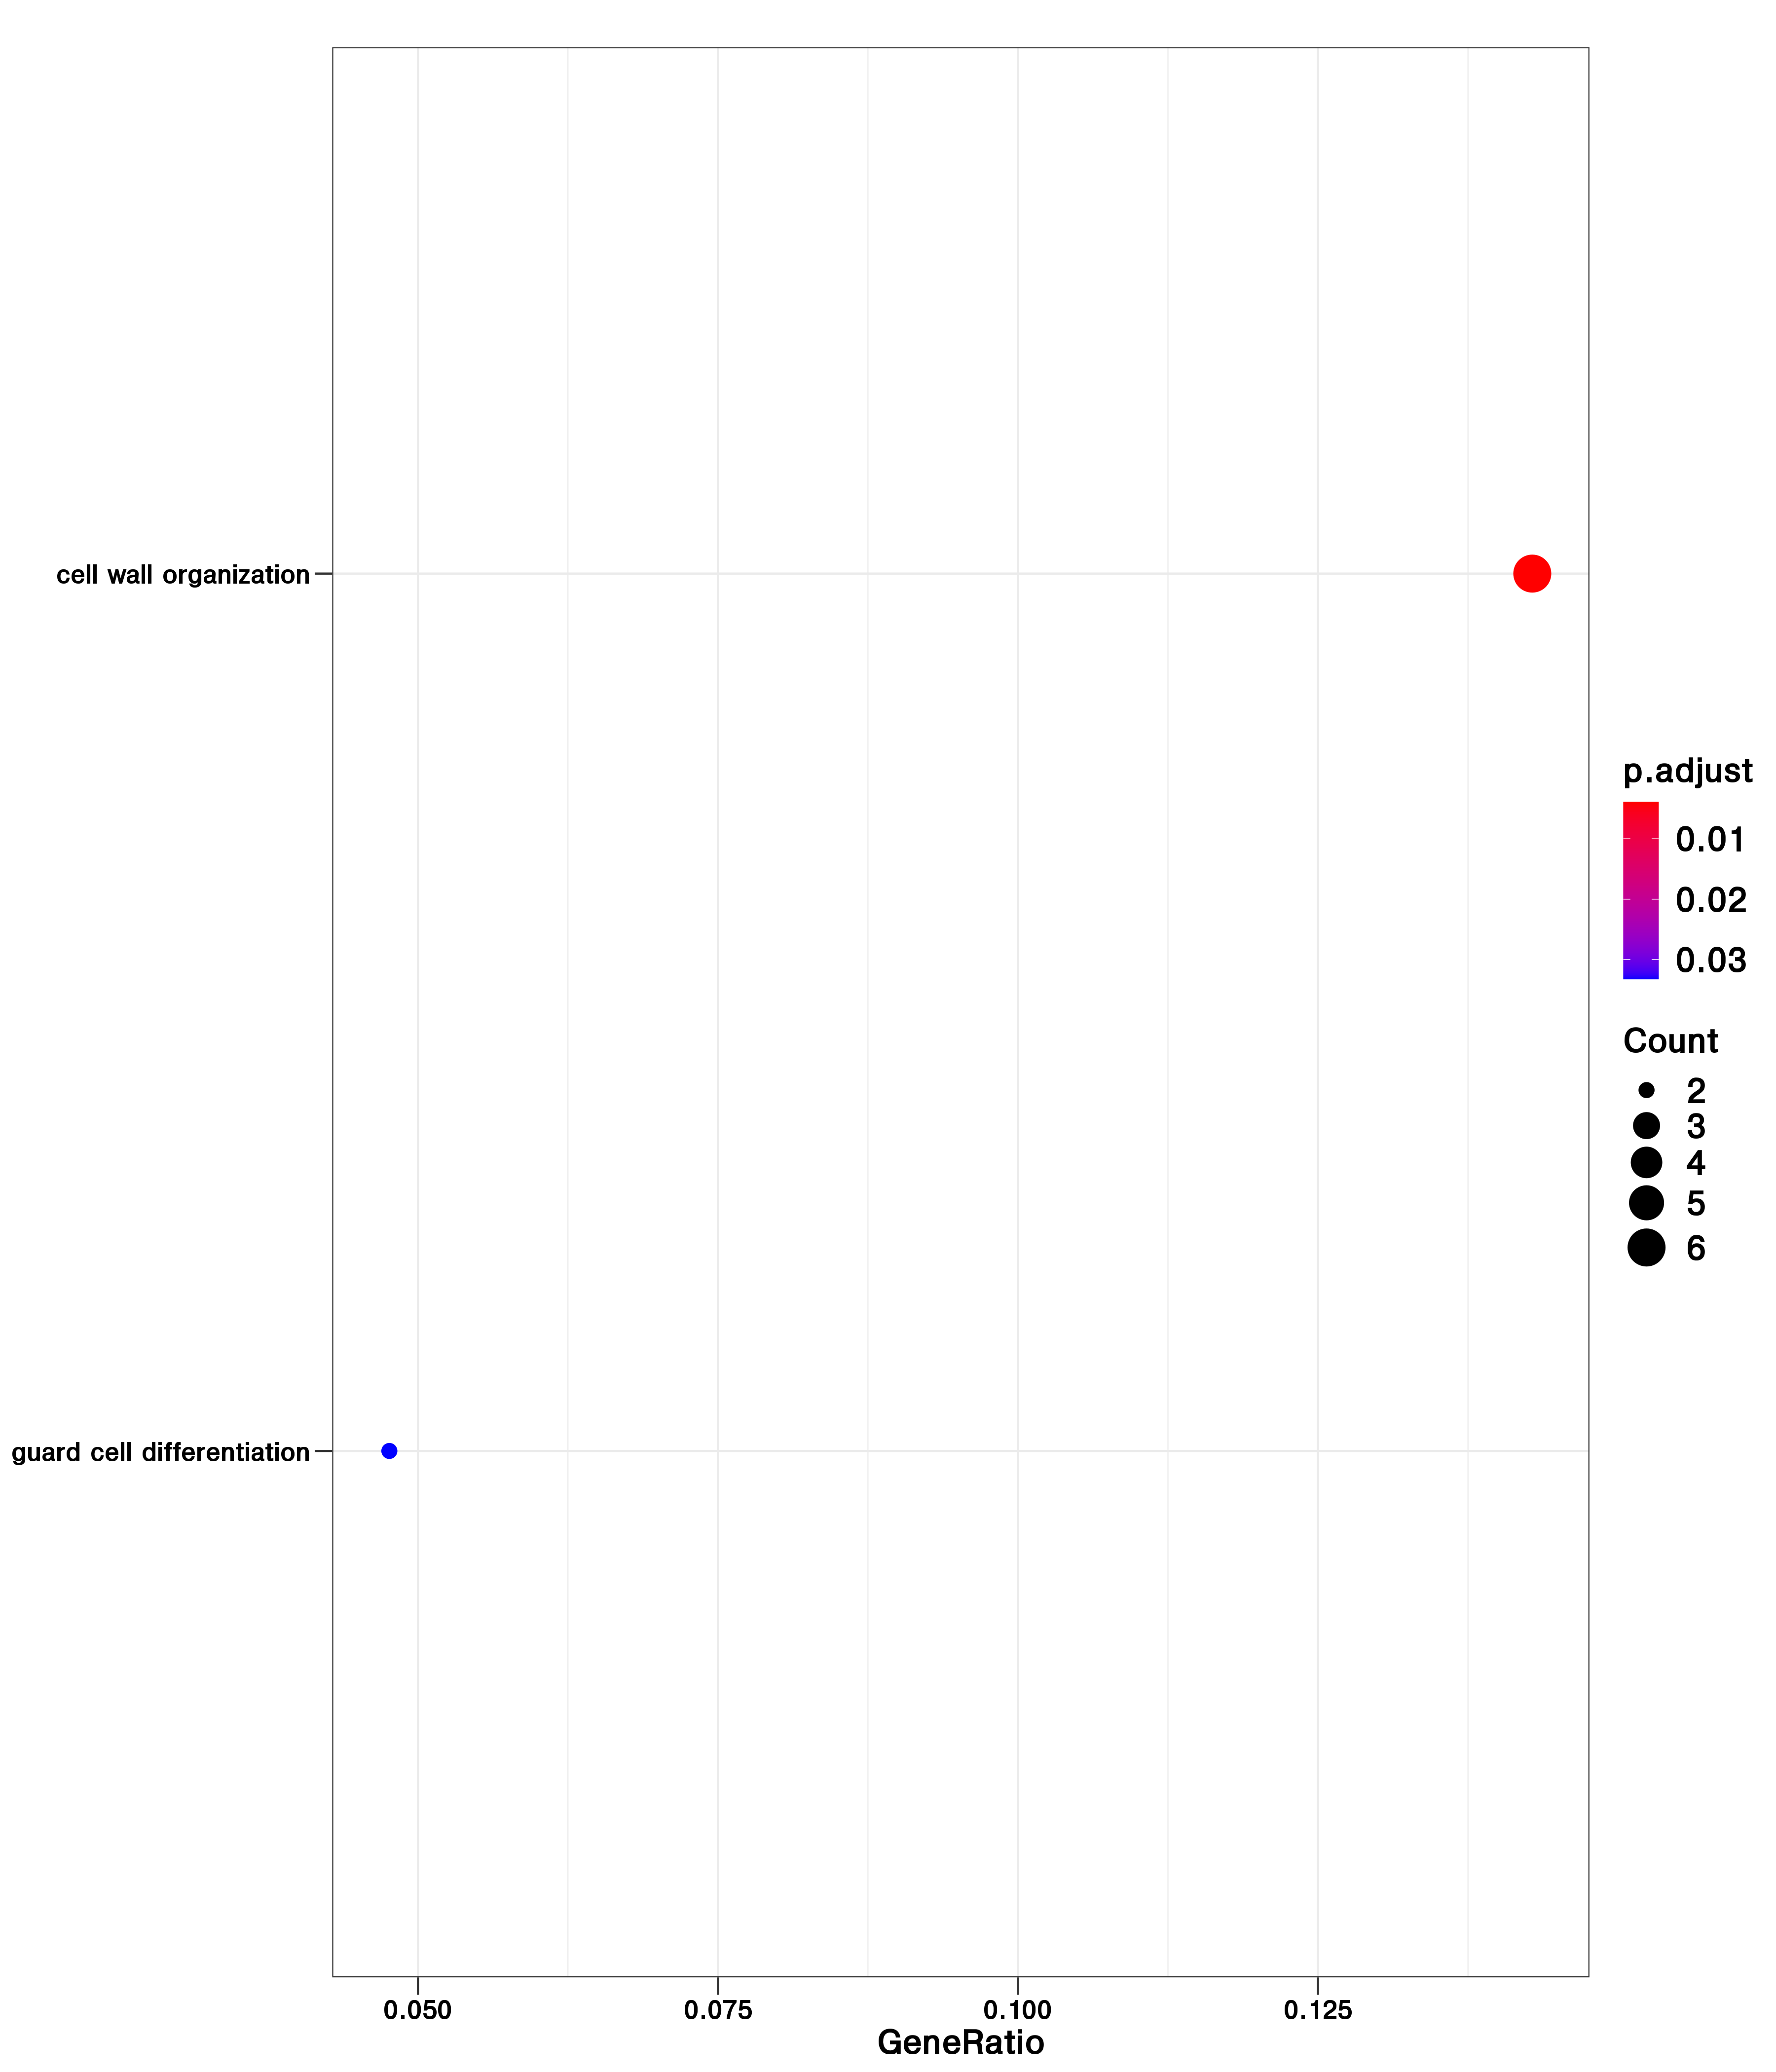 cell wall organization
guard cell differentiation
0.050
0.075
0.100
0.125
GeneRatio
p.adjust
0.01
0.02
0.03
Count
2
3
4
5
6